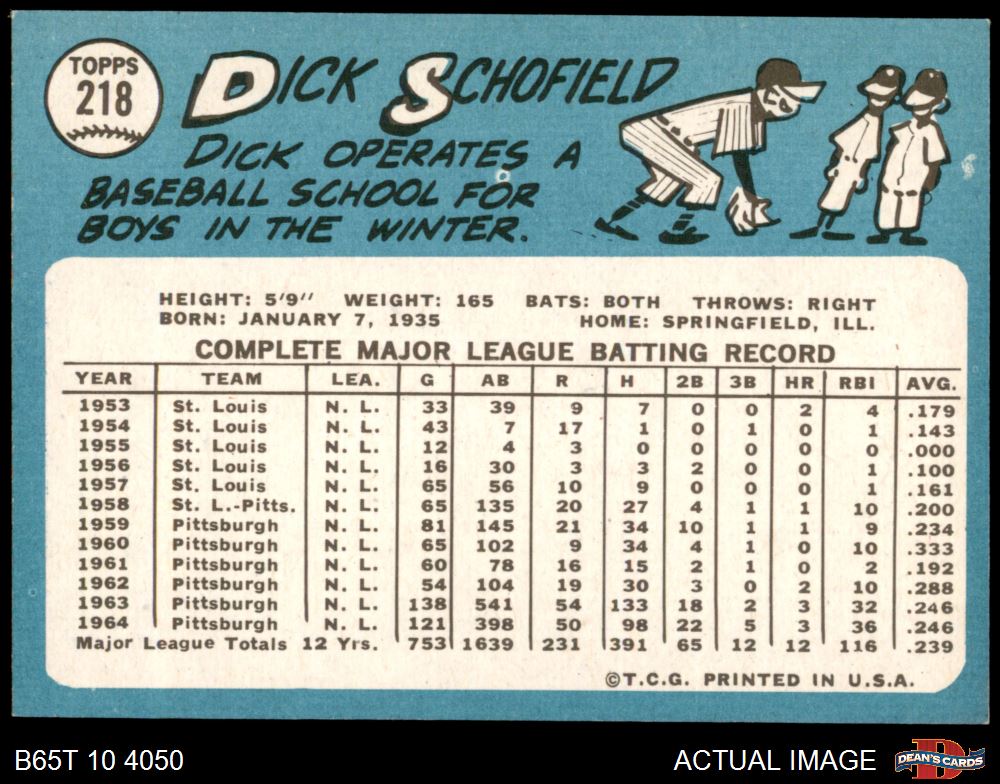 TOPPS
218
DICK SCHOFIELD
DICK OPERATES A
BASEBALL SCHOOL FOR
BOYS IN THE WINTER.
HEIGHT: 5'9" WEIGHT: 165 BATS: BOTH THROWS: RIGHT
BORN: JANUARY 7, 1935 HOME: SPRINGFIELD, ILL.
COMPLETE MAJOR LEAGUE BATTING RECORD
YEAR TEAM LEA. G AB R H 2B 3B HR RBI AVG.
1953 St. Louis N. L. 33 39 9 7 0 0 2 4 .179
1954 St. Louis N. L. 43 7 17 1 0 1 0 1 .143
1955 St. Louis N. L. 12 4 3 0 0 0 0 0 .000
1956 St. Louis N. L. 16 30 3 3 2 0 0 1 .100
1957 St. Louis N. L. 65 56 10 9 0 0 0 1 .161
1958 St. L.-Pitts. N. L. 65 135 20 27 4 1 1 10 .200
1959 Pittsburgh N. L. 81 145 21 34 10 1 1 9 .234
1960 Pittsburgh N. L. 65 102 9 34 4 1 0 10 .333
1961 Pittsburgh N. L. 60 78 16 15 2 1 0 2 .192
1962 Pittsburgh N. L. 54 104 19 30 3 0 2 10 .288
1963 Pittsburgh N. L. 138 541 54 133 18 2 3 32 .246
1964 Pittsburgh N. L. 121 398 50 98 22 5 3 36 .246
Major League Totals 12 Yrs. 753 1639 231 391 65 12 12 116 .239
©T.C.G. PRINTED IN U.S.A.
B65T 10 4050 ACTUAL IMAGE
D
DEAN'S CARDS